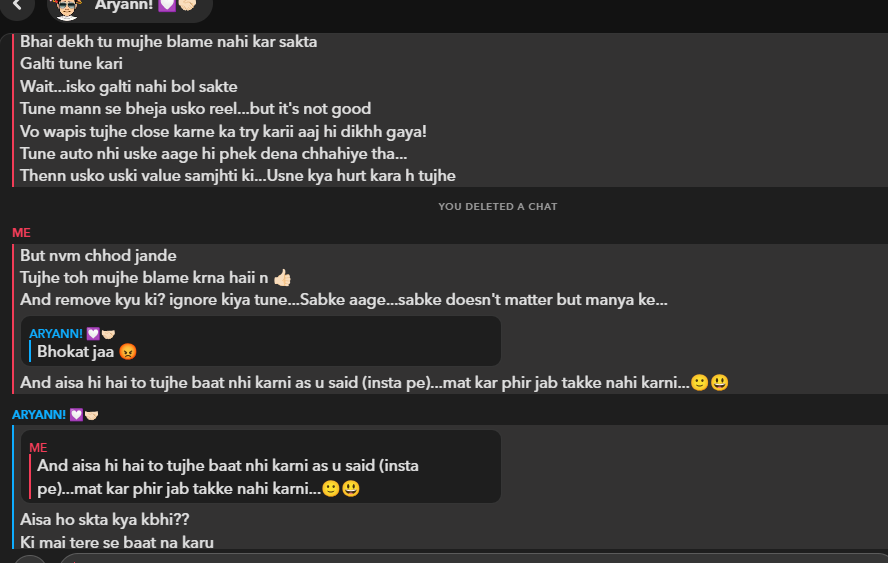 Aryann! 💟🤝🏻
Bhai dekh tu mujhe blame nahi kar sakta
Galti tune kari
Wait...isko galti nahi bol sakte
Tune mann se bheja usko reel...but it's not good
Vo wapis tujhe close karne ka try karii aaj hi dikhh gaya!
Tune auto nhi uske aage hi phek dena chhahiye tha...
Thenn usko uski value samjhti ki...Usne kya hurt kara h tujhe
YOU DELETED A CHAT
ME
But nvm chhod jande
Tujhe toh mujhe blame krna haii n 👍🏻
And remove kyu ki? ignore kiya tune...Sabke aage...sabke doesn't matter but manya ke...
ARYANN! 💟🤝🏻
Bhokat jaa 😡
And aisa hi hai to tujhe baat nhi karni as u said (insta pe)...mat kar phir jab takke nahi karni...🙂😃
ARYANN! 💟🤝🏻
ME
And aisa hi hai to tujhe baat nhi karni as u said (insta
pe)...mat kar phir jab takke nahi karni...🙂😃
Aisa ho skta kya kbhi??
Ki mai tere se baat na karu